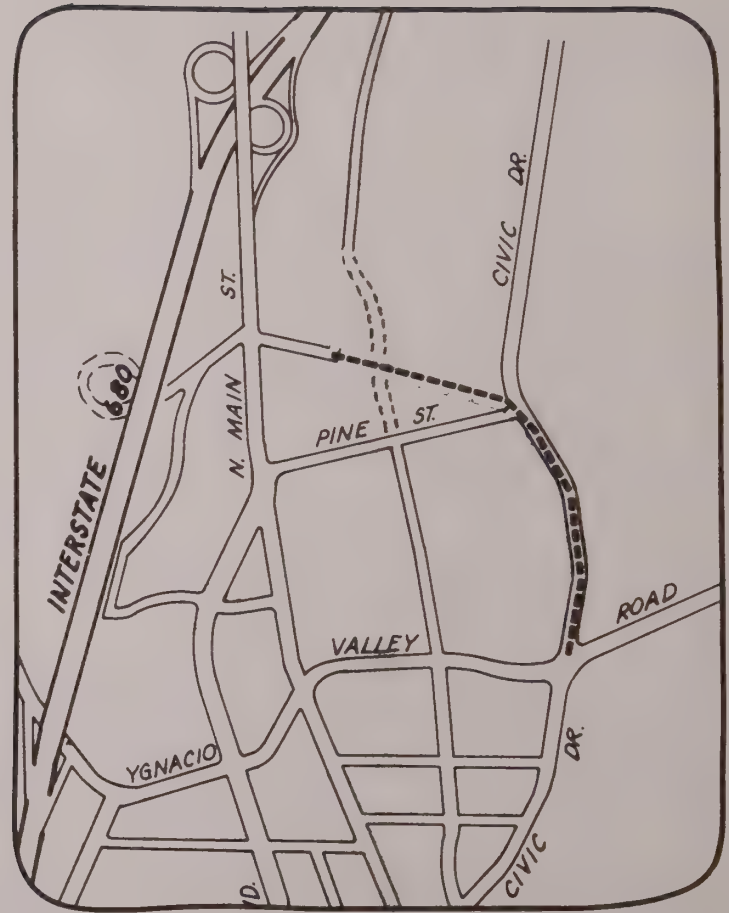 CIVIC DR.
ST.
N. MAIN
680
INTERSTATE
PINE ST.
VALLEY
ROAD
YGNACIO
CIVIC DR.
D.